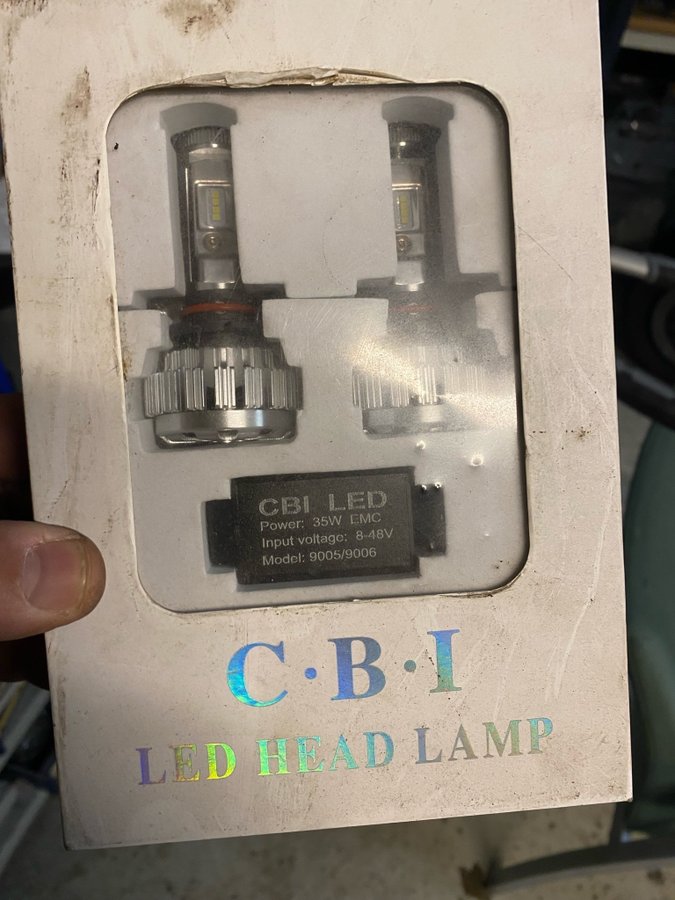 CBI LED
Power: 35W EMC
Input voltage: 8-48V
Model: 9005/9006
C·B·I
LED HEAD LAMP